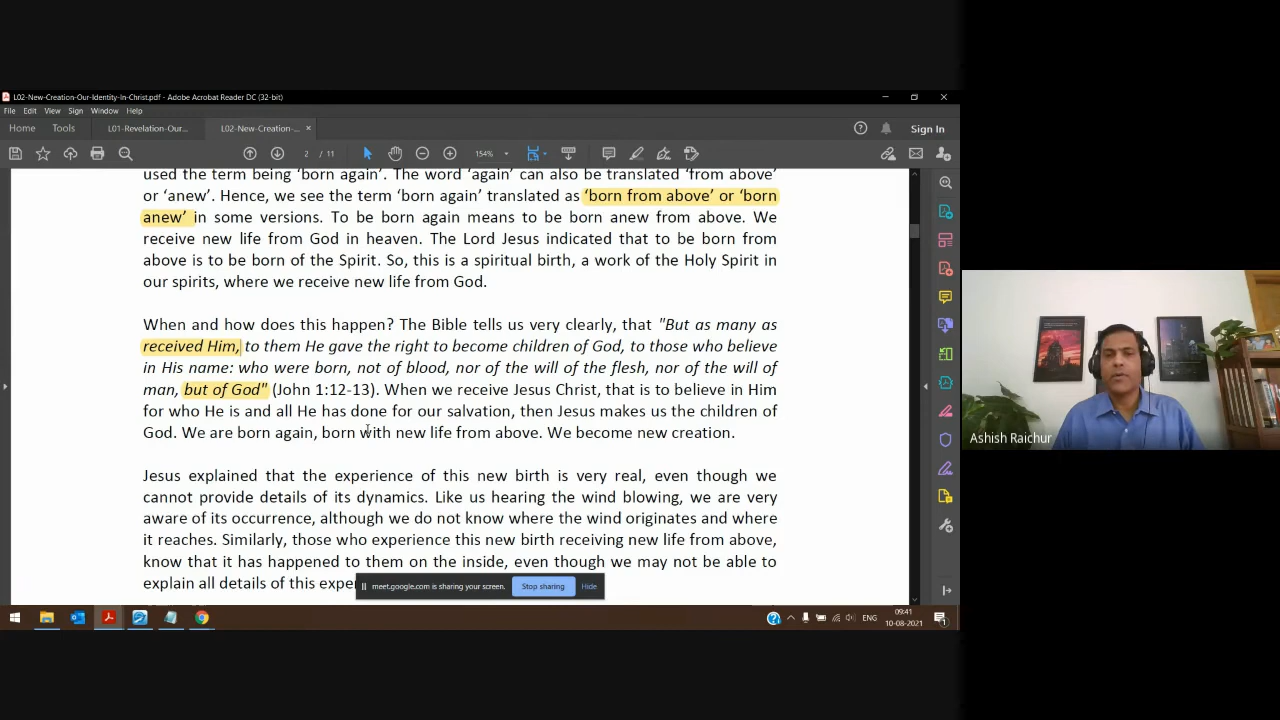 L02-New-Creation-Our-Identity-In-Christ.pdf - Adobe Acrobat Reader DC (32-bit)
File Edit View Sign Window Help
Home Tools L01-Revelation-Our... L02-New-Creation-... × Sign In
2 / 11 154%
used the term being ‘born again’. The word ‘again’ can also be translated ‘from above’
or ‘anew’. Hence, we see the term ‘born again’ translated as ‘born from above’ or ‘born
anew’ in some versions. To be born again means to be born anew from above. We
receive new life from God in heaven. The Lord Jesus indicated that to be born from
above is to be born of the Spirit. So, this is a spiritual birth, a work of the Holy Spirit in
our spirits, where we receive new life from God.
When and how does this happen? The Bible tells us very clearly, that "But as many as
received Him, to them He gave the right to become children of God, to those who believe
in His name: who were born, not of blood, nor of the will of the flesh, nor of the will of
man, but of God" (John 1:12-13). When we receive Jesus Christ, that is to believe in Him
for who He is and all He has done for our salvation, then Jesus makes us the children of
God. We are born again, born with new life from above. We become new creation.
Ashish Raichur
Jesus explained that the experience of this new birth is very real, even though we
cannot provide details of its dynamics. Like us hearing the wind blowing, we are very
aware of its occurrence, although we do not know where the wind originates and where
it reaches. Similarly, those who experience this new birth receiving new life from above,
know that it has happened to them on the inside, even though we may not be able to
explain all details of this expe
meet.google.com is sharing your screen. Stop sharing Hide
ENG 09:41
10-08-2021